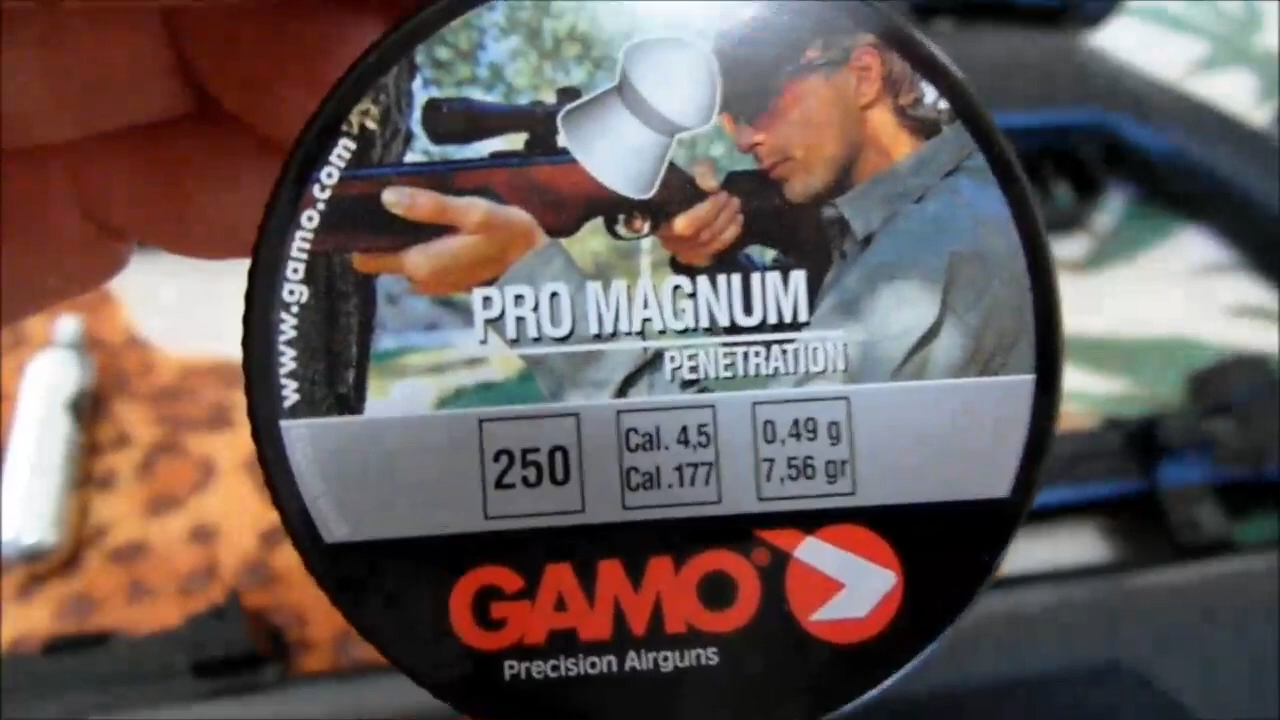 www.gamo.com
PRO MAGNUM
PENETRATION
250
Cal. 4,5
Cal .177
0,49 g
7,56 gr
GAMO®
Precision Airguns